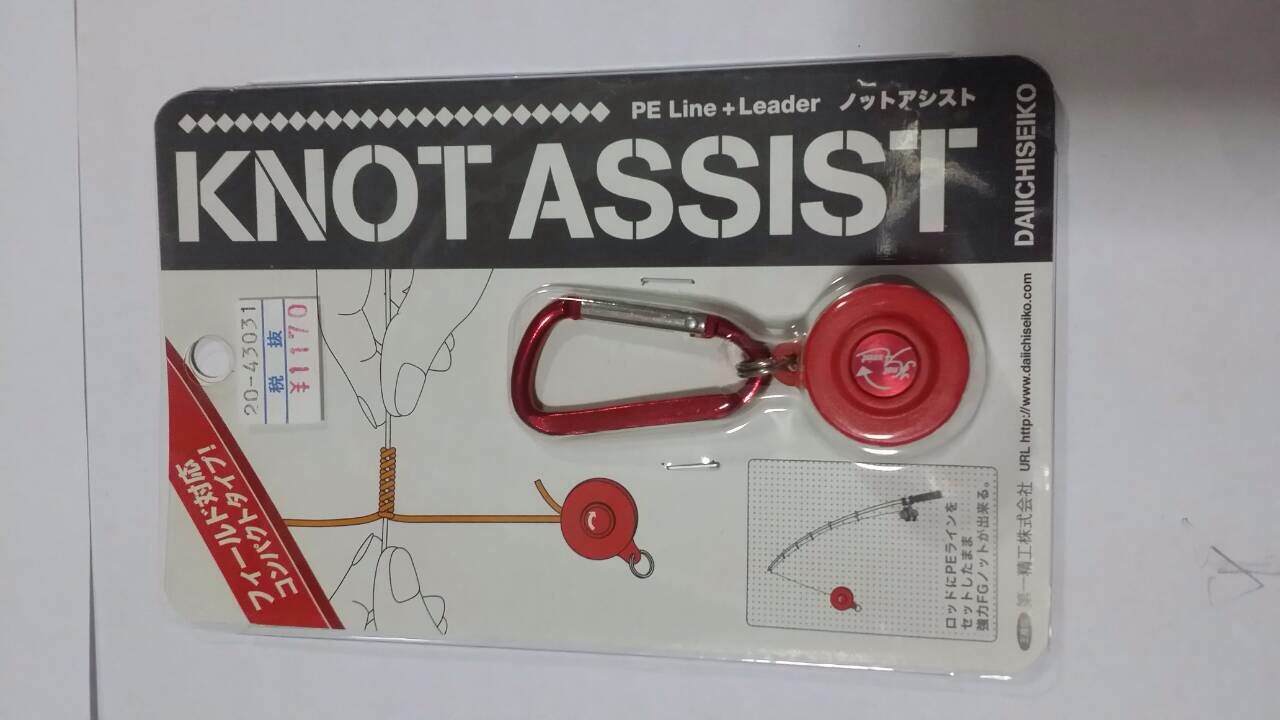 PE Line+Leader ノットアシスト
KNOT ASSIST
DAIICHISEIKO
20-43031
税 抜
¥1170
フィールド対応
コンパクトタイプ!
ロッドにPEラインを
セットしたまま
強力FGノットが出来る。
第一精工株式会社 URL http://www.daiichiseiko.com